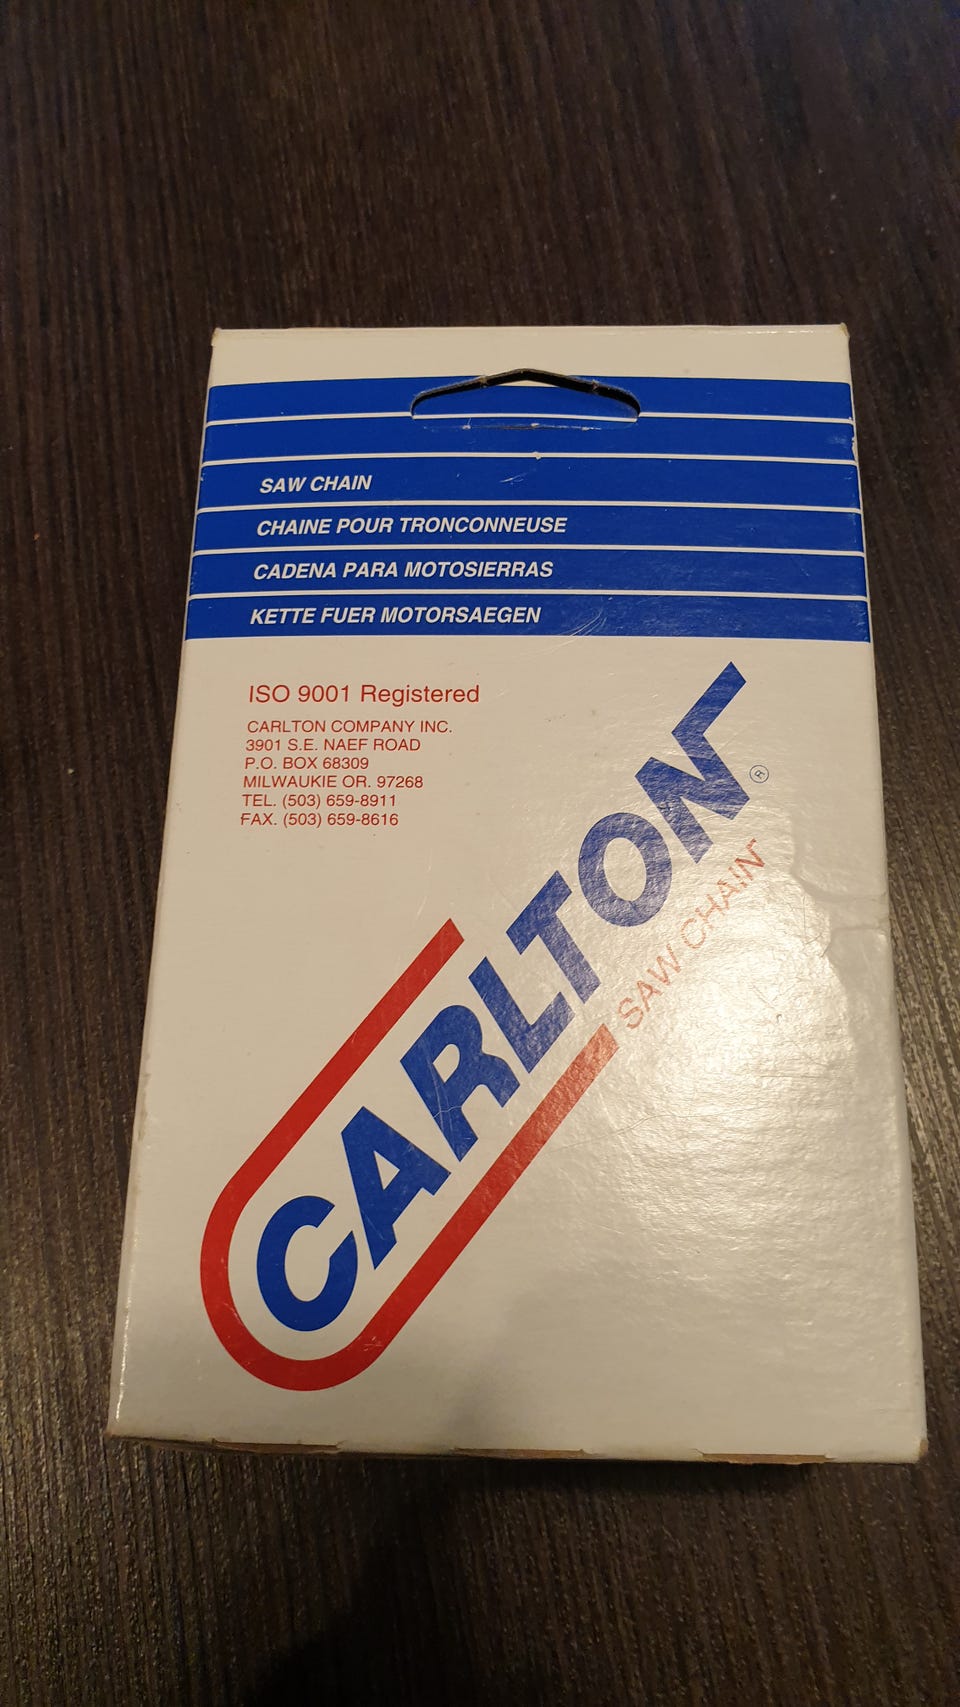 SAW CHAIN
CHAINE POUR TRONCONNEUSE
CADENA PARA MOTOSIERRAS
KETTE FUER MOTORSAEGEN
ISO 9001 Registered
CARLTON COMPANY INC.
3901 S.E. NAEF ROAD
P.O. BOX 68309
MILWAUKIE OR. 97268
TEL. (503) 659-8911
FAX. (503) 659-8616
CARLTON®
SAW CHAIN